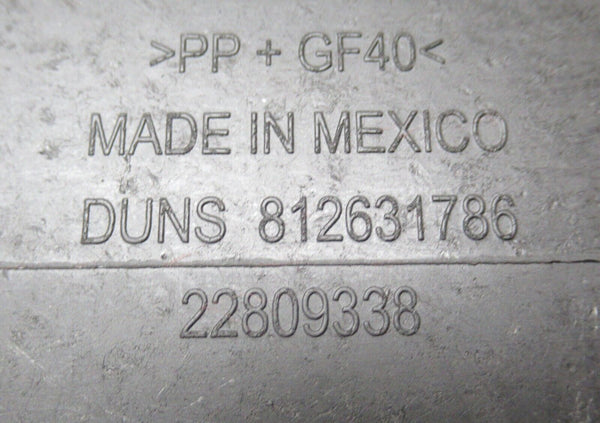 >PP + GF40<
MADE IN MEXICO
DUNS 812631786
22809338